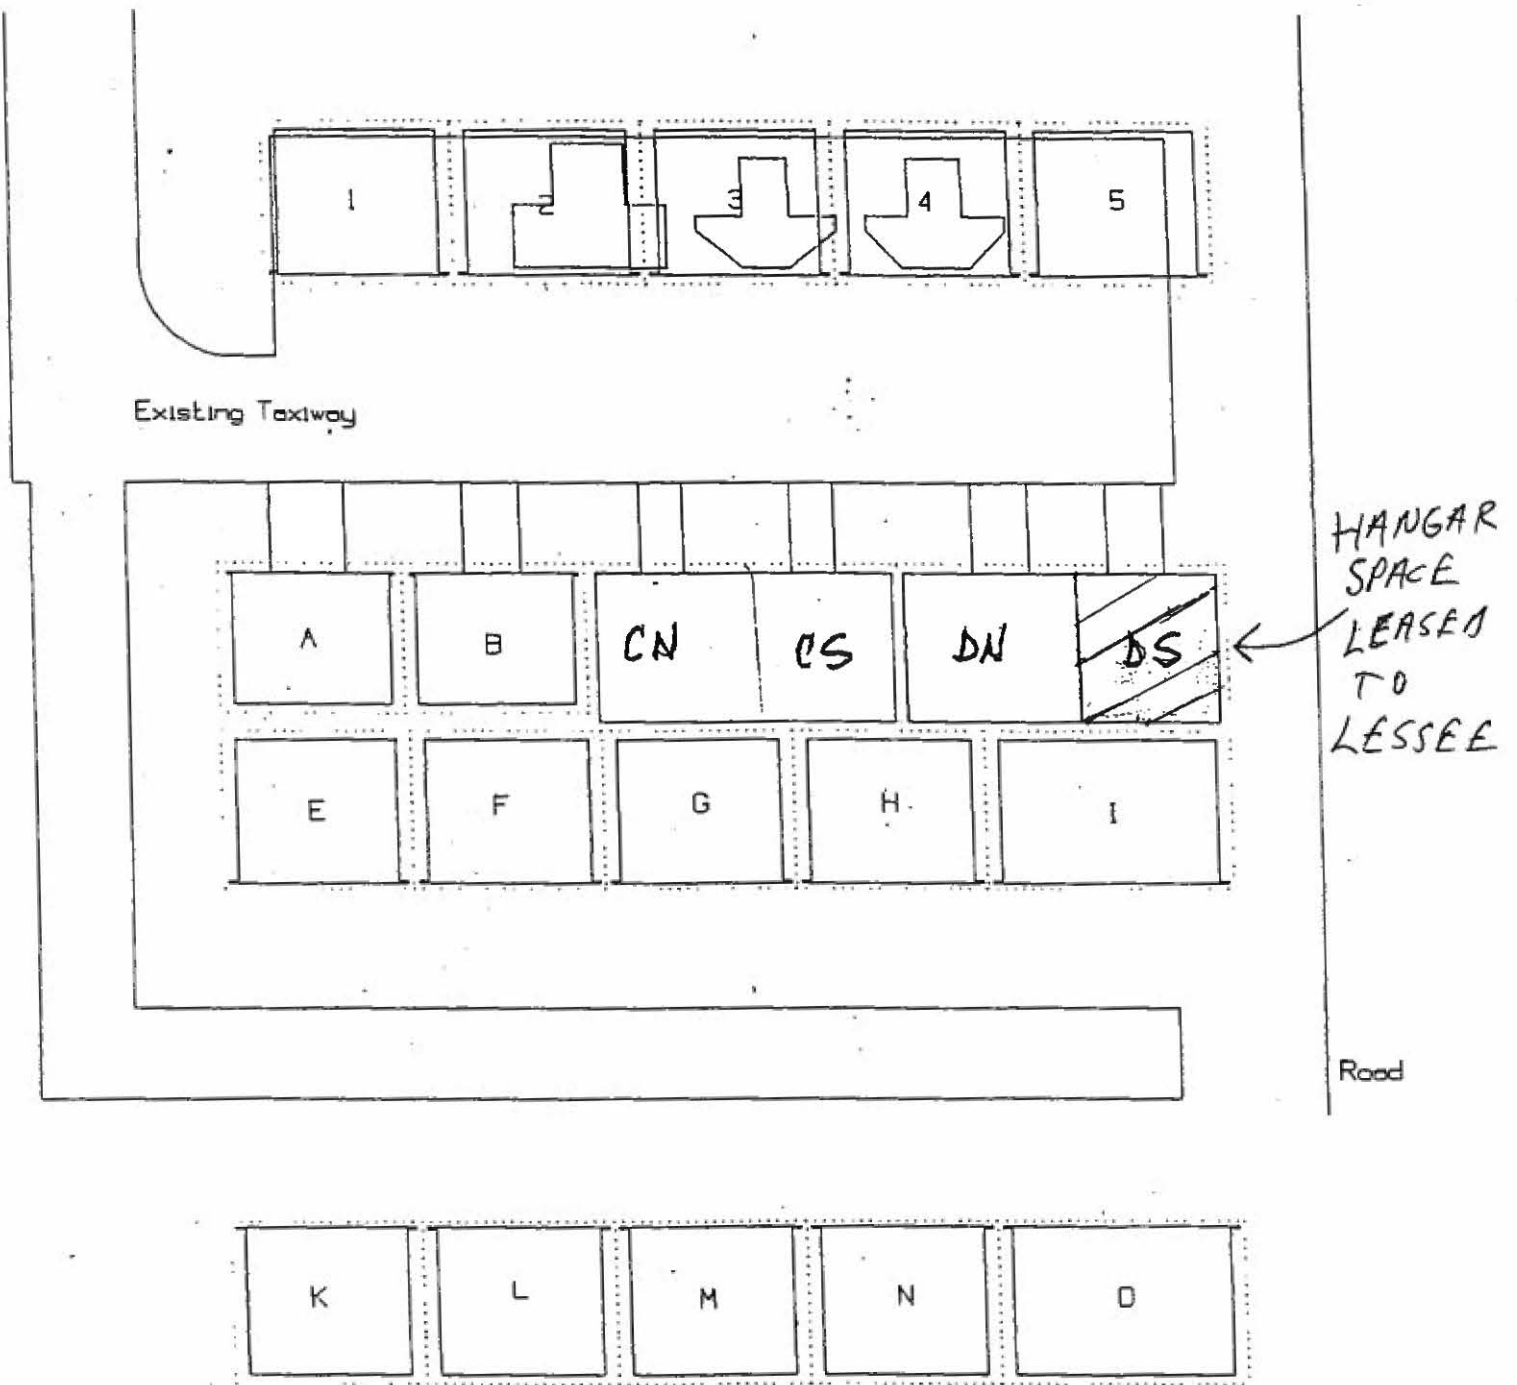 1 2 3 4 5
Existing Taxiway
HANGAR
SPACE
LEASED
TO
LESSEE
A B CN CS DN DS
E F G H I
Road
K L M N O